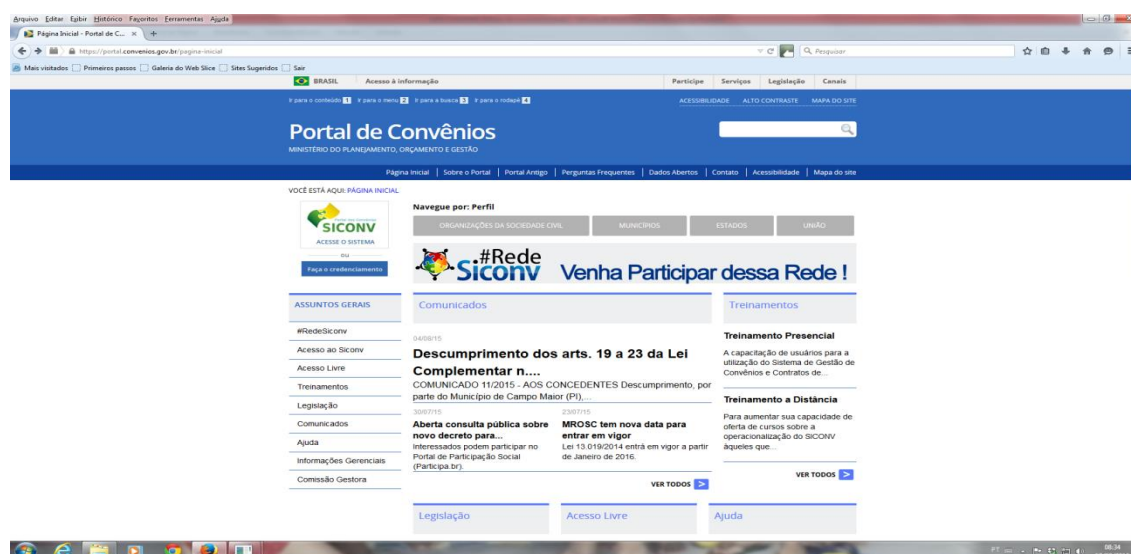 Arquivo Editar Exibir Histórico Favoritos Ferramentas Ajuda
Página Inicial - Portal de C... × +
https://portal.convenios.gov.br/pagina-inicial
Pesquisar
Mais visitados Primeiros passos Galeria do Web Slice Sites Sugeridos Sair
BRASIL Acesso à informação Participe Serviços Legislação Canais
Ir para o conteúdo 1 Ir para o menu 2 Ir para a busca 3 Ir para o rodapé 4 ACESSIBILIDADE ALTO CONTRASTE MAPA DO SITE
Portal de Convênios
MINISTÉRIO DO PLANEJAMENTO, ORÇAMENTO E GESTÃO
Página Inicial | Sobre o Portal | Portal Antigo | Perguntas Frequentes | Dados Abertos | Contato | Acessibilidade | Mapa do site
VOCÊ ESTÁ AQUI: PÁGINA INICIAL
SICONV
ACESSE O SISTEMA
ou
Faça o credenciamento
Navegue por: Perfil
ORGANIZAÇÕES DA SOCIEDADE CIVIL MUNICÍPIOS ESTADOS UNIÃO
#Rede
Siconv Venha Participar dessa Rede !
ASSUNTOS GERAIS
#RedeSiconv
Acesso ao Siconv
Acesso Livre
Treinamentos
Legislação
Comunicados
Ajuda
Informações Gerenciais
Comissão Gestora
Comunicados
04/08/15
Descumprimento dos arts. 19 a 23 da Lei
Complementar n....
COMUNICADO 11/2015 - AOS CONCEDENTES Descumprimento, por
parte do Município de Campo Maior (PI),...
30/07/15
Aberta consulta pública sobre
novo decreto para...
Interessados podem participar no
Portal de Participação Social
(Participa.br).
23/07/15
MROSC tem nova data para
entrar em vigor
Lei 13.019/2014 entrá em vigor a partir
de Janeiro de 2016.
VER TODOS >
Treinamentos
Treinamento Presencial
A capacitação de usuários para a
utilização do Sistema de Gestão de
Convênios e Contratos de...
Treinamento a Distância
Para aumentar sua capacidade de
oferta de cursos sobre a
operacionalização do SICONV
àqueles que...
VER TODOS >
Legislação
Acesso Livre
Ajuda
PT
08:34